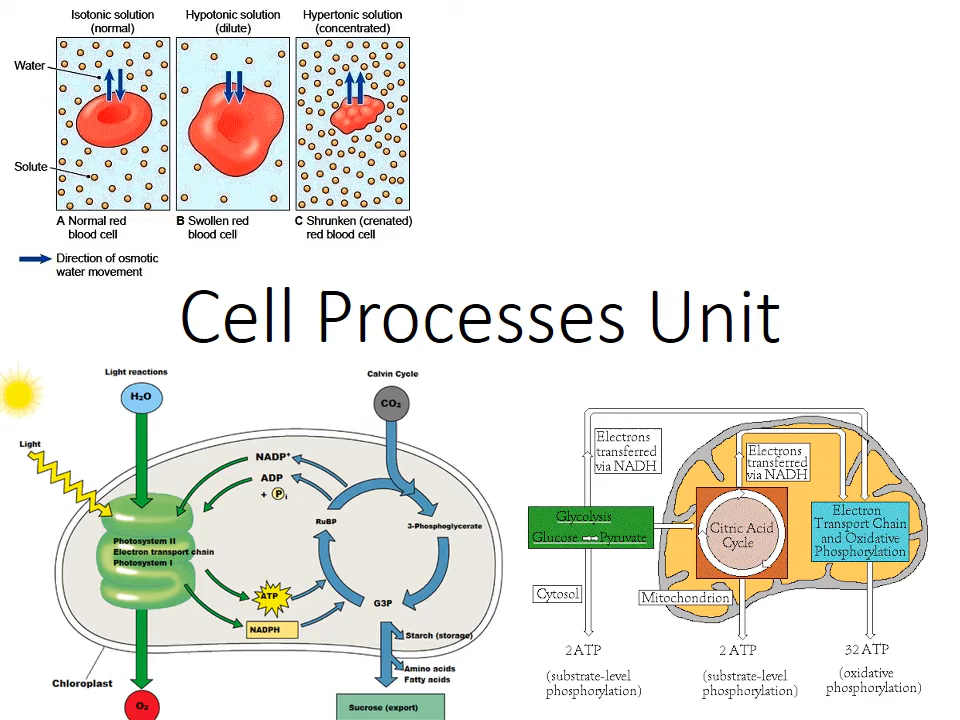 Isotonic solution
(normal)
Hypotonic solution
(dilute)
Hypertonic solution
(concentrated)
Water
Solute
A Normal red
blood cell
B Swollen red
blood cell
C Shrunken (crenated)
red blood cell
Direction of osmotic
water movement
Cell Processes Unit
Light reactions
H₂O
Light
Calvin Cycle
CO₂
NADP⁺
ADP
+ Pi
RuBP
3-Phosphoglycerate
Photosystem II
Electron transport chain
Photosystem I
ATP
NADPH
G3P
Starch (storage)
Amino acids
Fatty acids
Chloroplast
O₂
Sucrose (export)
Electrons
transferred
via NADH
Electrons
transferred
via NADH
Glycolysis
Glucose Pyruvate
Citric Acid
Cycle
Electron
Transport Chain
and Oxidative
Phosphorylation
Cytosol
Mitochondrion
2 ATP
(substrate-level
phosphorylation)
2 ATP
(substrate-level
phosphorylation)
32 ATP
(oxidative
phosphorylation)